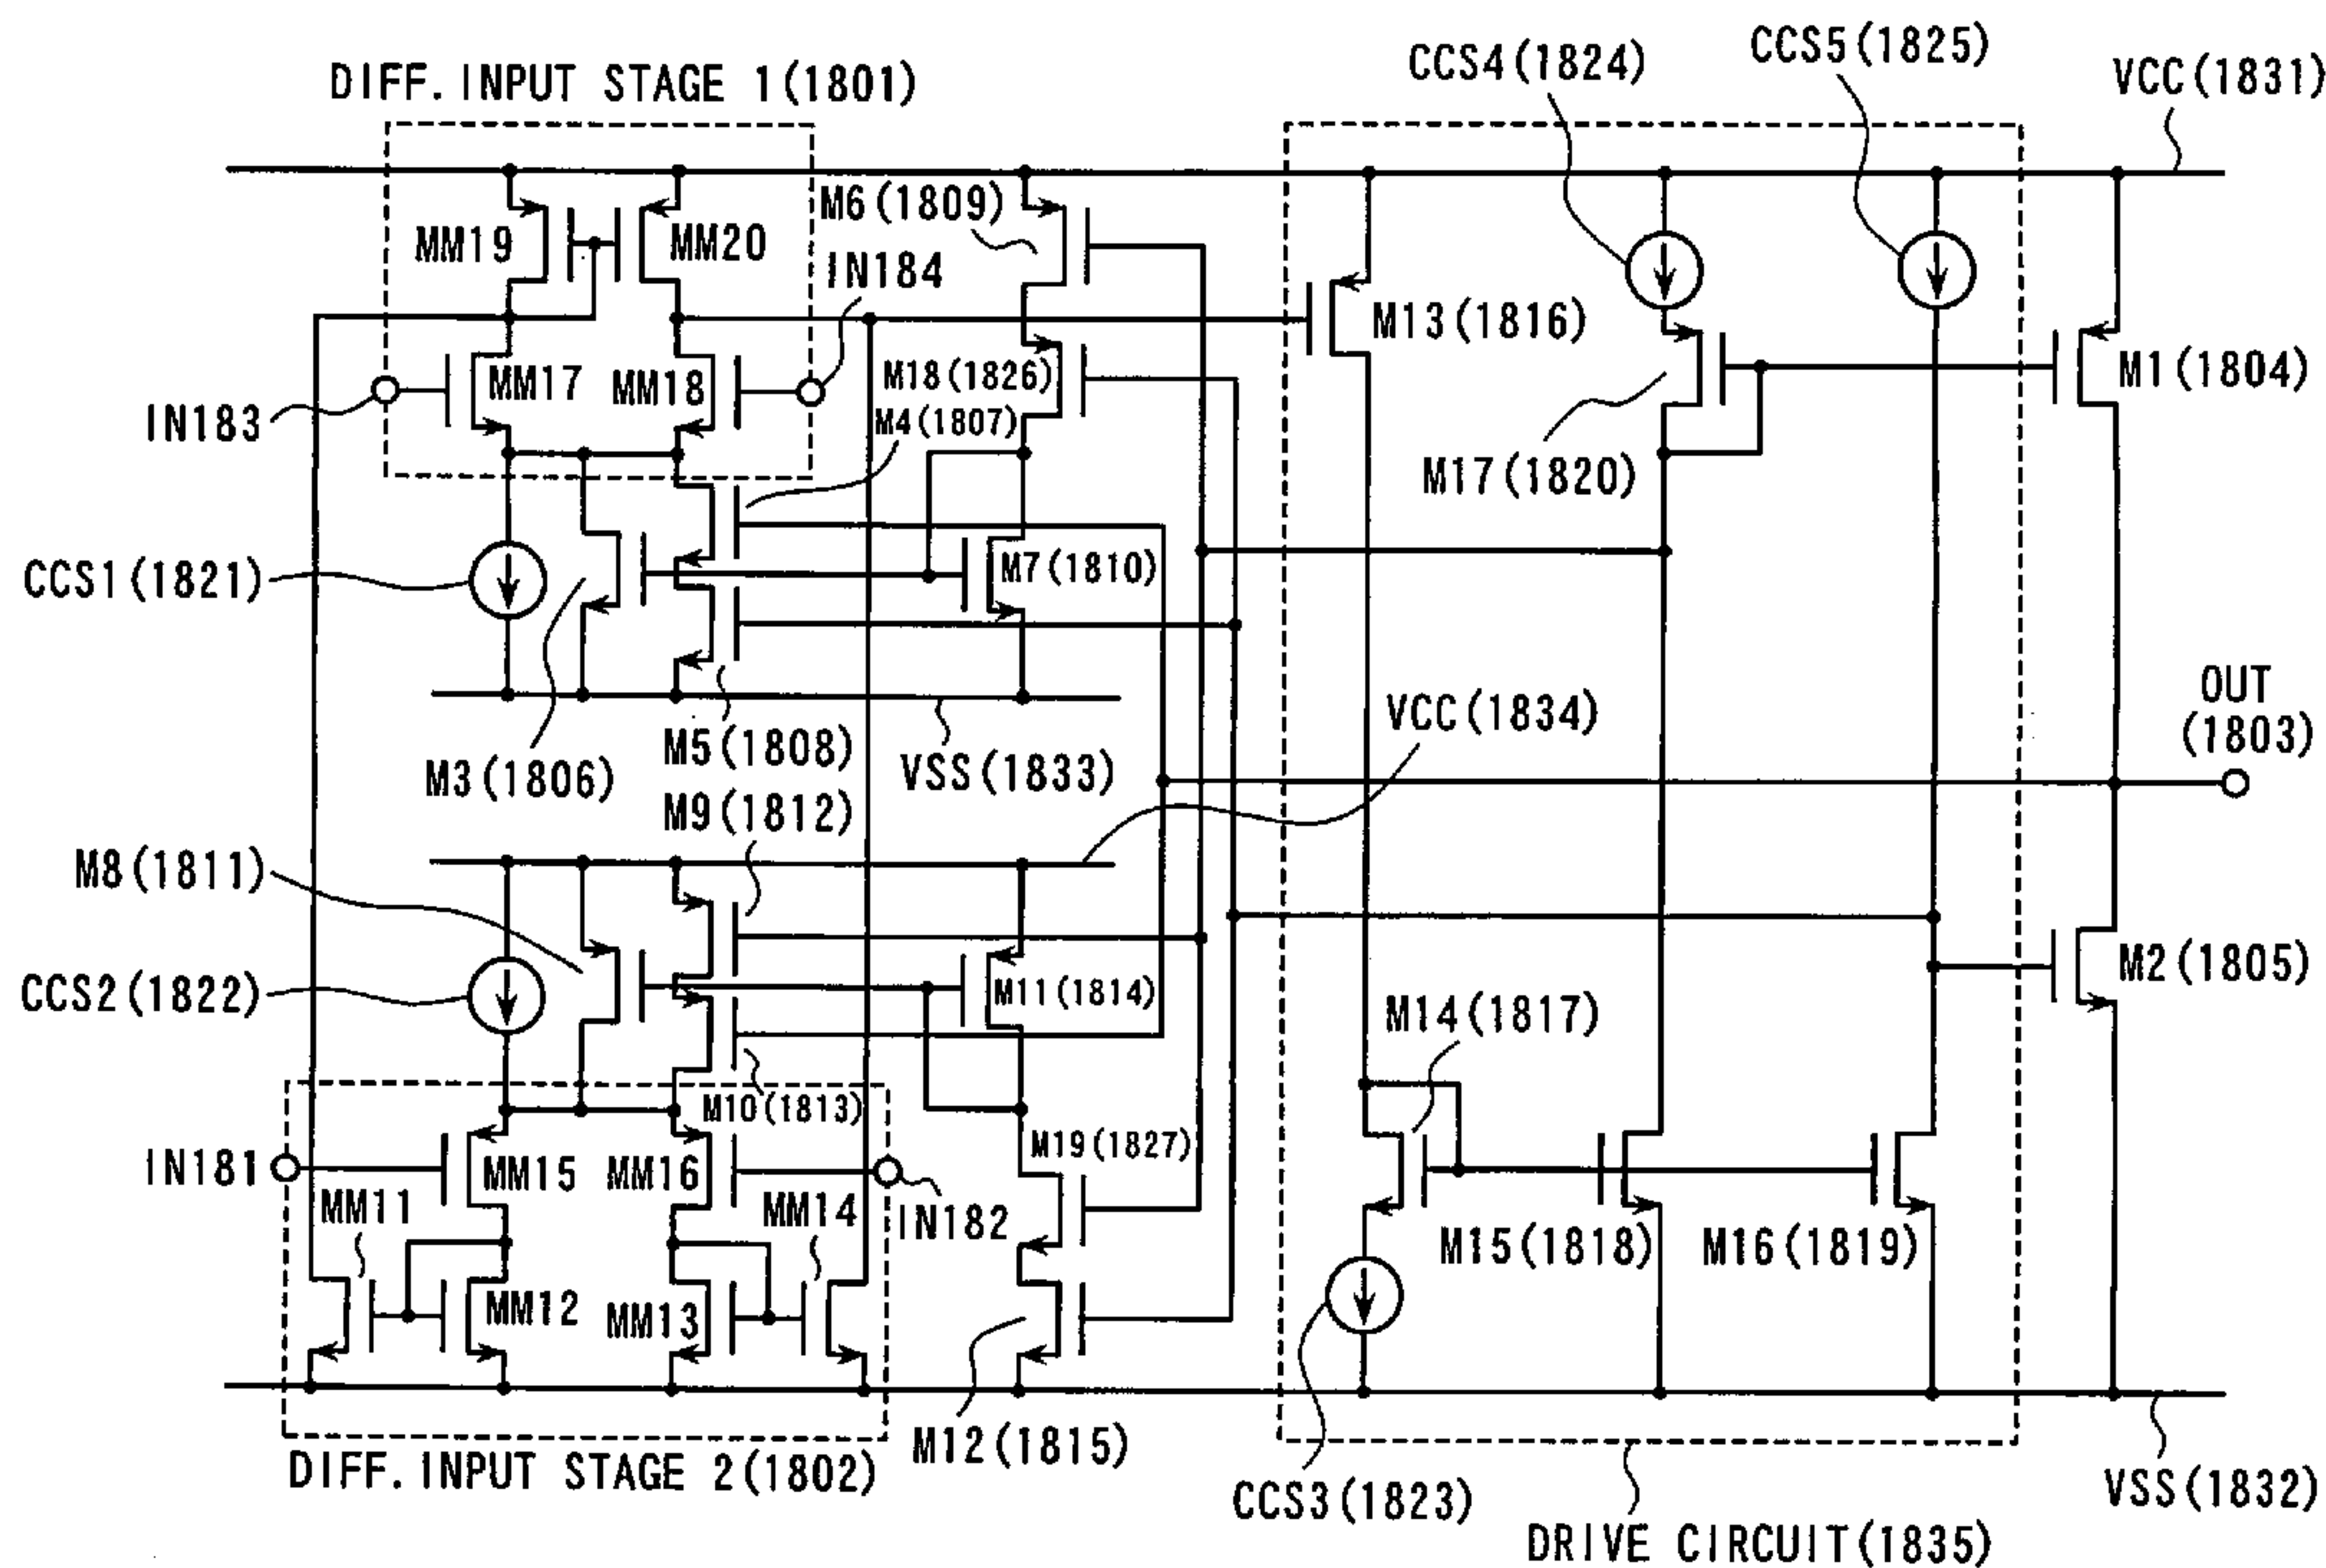 DIFF. INPUT STAGE 1(1801)
CCS4(1824)
CCS5(1825)
VCC(1831)
M6(1809)
MM19
MM20
IN184
M13(1816)
M1(1804)
MM17
MM18
M18(1826)
IN183
M4(1807)
M17(1820)
CCS1(1821)
M7(1810)
M5(1808)
M3(1806)
VSS(1833)
VCC(1834)
OUT
(1803)
M9(1812)
M8(1811)
CCS2(1822)
M11(1814)
M2(1805)
M14(1817)
M10(1813)
M19(1827)
IN181
MM15
MM16
MM11
MM14
IN182
M15(1818)
M16(1819)
MM12
MM13
M12(1815)
DIFF. INPUT STAGE 2(1802)
CCS3(1823)
VSS(1832)
DRIVE CIRCUIT(1835)